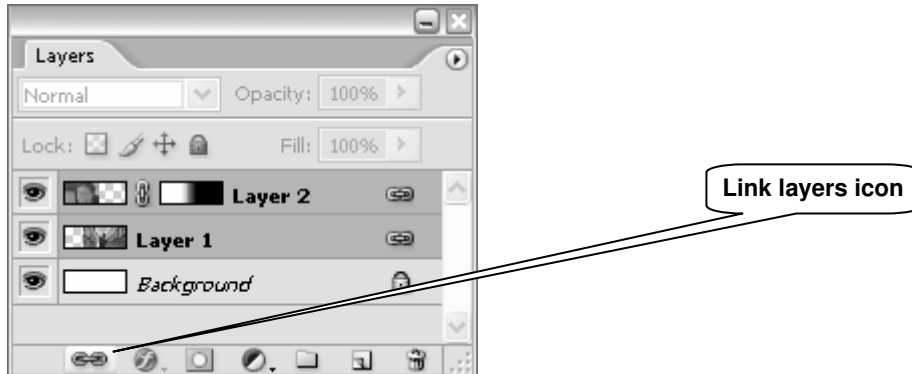 Layers
Normal Opacity: 100%
Lock: Fill: 100%
Layer 2
Link layers icon
Layer 1
Background